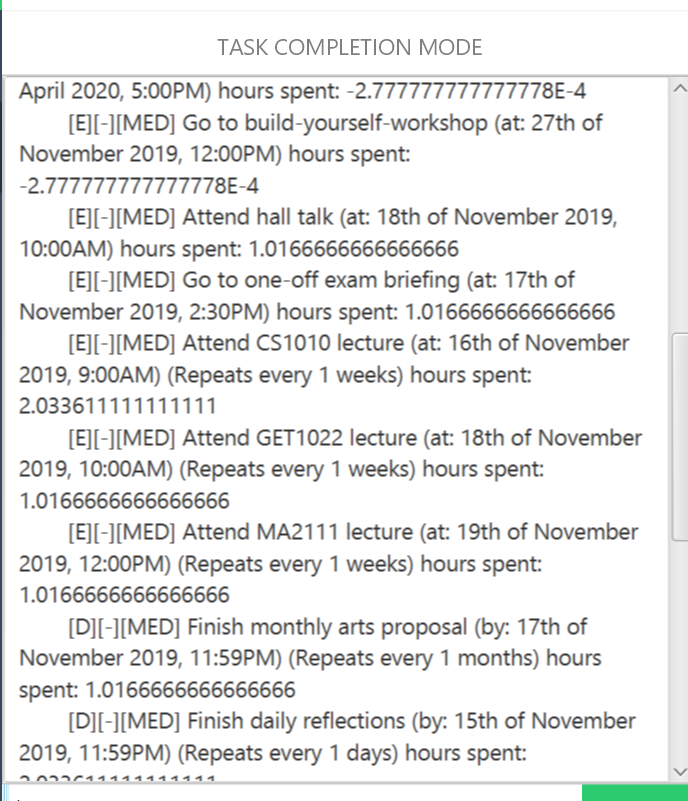 TASK COMPLETION MODE
April 2020, 5:00PM) hours spent: -2.777777777777778E-4
[E][-][MED] Go to build-yourself-workshop (at: 27th of
November 2019, 12:00PM) hours spent:
-2.777777777777778E-4
[E][-][MED] Attend hall talk (at: 18th of November 2019,
10:00AM) hours spent: 1.0166666666666666
[E][-][MED] Go to one-off exam briefing (at: 17th of
November 2019, 2:30PM) hours spent: 1.0166666666666666
[E][-][MED] Attend CS1010 lecture (at: 16th of November
2019, 9:00AM) (Repeats every 1 weeks) hours spent:
2.033611111111111
[E][-][MED] Attend GET1022 lecture (at: 18th of November
2019, 10:00AM) (Repeats every 1 weeks) hours spent:
1.0166666666666666
[E][-][MED] Attend MA2111 lecture (at: 19th of November
2019, 12:00PM) (Repeats every 1 weeks) hours spent:
1.0166666666666666
[D][-][MED] Finish monthly arts proposal (by: 17th of
November 2019, 11:59PM) (Repeats every 1 months) hours
spent: 1.0166666666666666
[D][-][MED] Finish daily reflections (by: 15th of November
2019, 11:59PM) (Repeats every 1 days) hours spent:
2.033611111111111